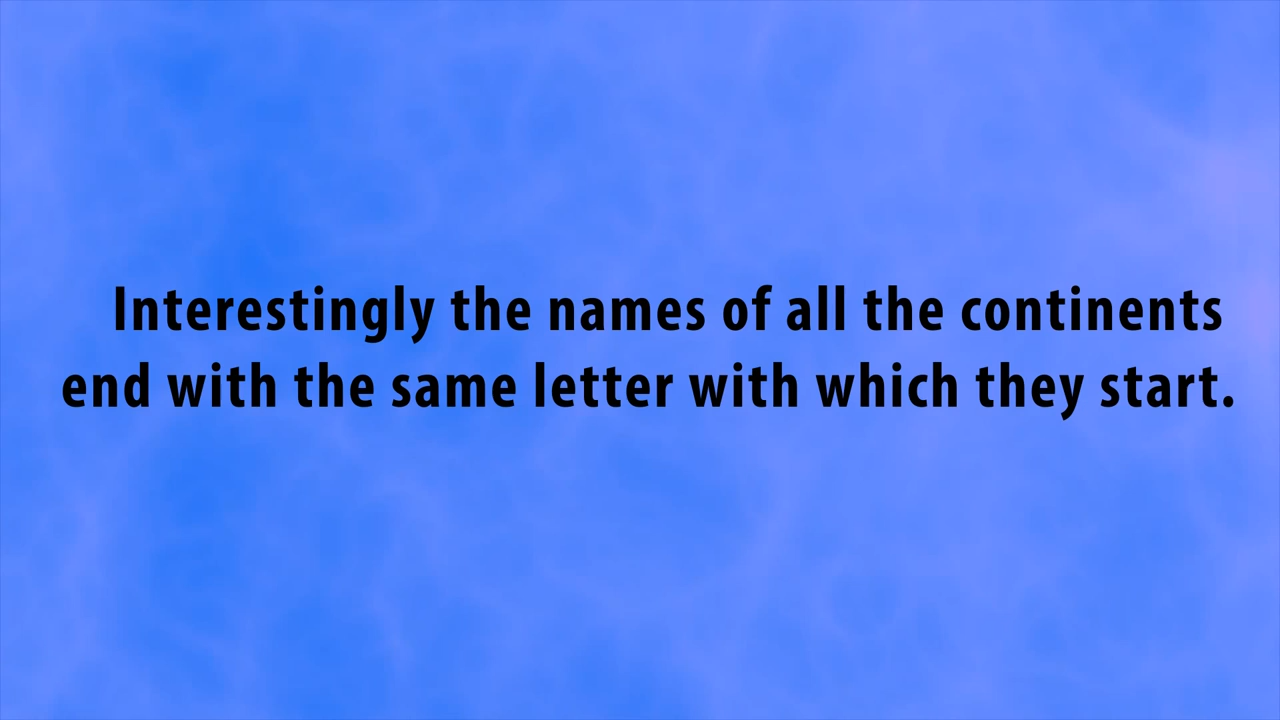 Interestingly the names of all the continents
end with the same letter with which they start.